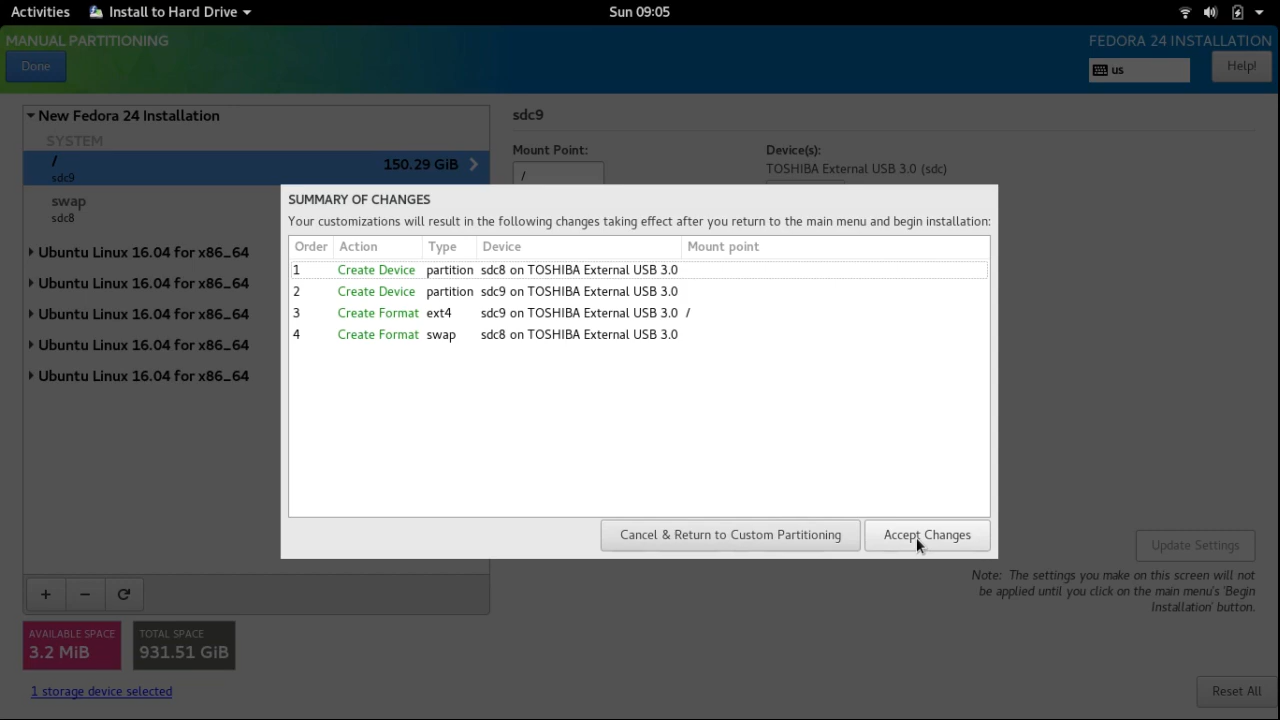 Activities
Install to Hard Drive
Sun 09:05
MANUAL PARTITIONING
Done
FEDORA 24 INSTALLATION
us
Help!
New Fedora 24 Installation
SYSTEM
/
150.29 GiB
sdc9
swap
sdc8
Ubuntu Linux 16.04 for x86_64
Ubuntu Linux 16.04 for x86_64
Ubuntu Linux 16.04 for x86_64
Ubuntu Linux 16.04 for x86_64
Ubuntu Linux 16.04 for x86_64
sdc9
Mount Point:
/
Device(s):
TOSHIBA External USB 3.0 (sdc)
SUMMARY OF CHANGES
Your customizations will result in the following changes taking effect after you return to the main menu and begin installation:
Order Action Type Device Mount point
1 Create Device partition sdc8 on TOSHIBA External USB 3.0
2 Create Device partition sdc9 on TOSHIBA External USB 3.0
3 Create Format ext4 sdc9 on TOSHIBA External USB 3.0 /
4 Create Format swap sdc8 on TOSHIBA External USB 3.0
Cancel & Return to Custom Partitioning
Accept Changes
Update Settings
Note: The settings you make on this screen will not
be applied until you click on the main menu's 'Begin
Installation' button.
+ − 
AVAILABLE SPACE
3.2 MiB
TOTAL SPACE
931.51 GiB
1 storage device selected
Reset All